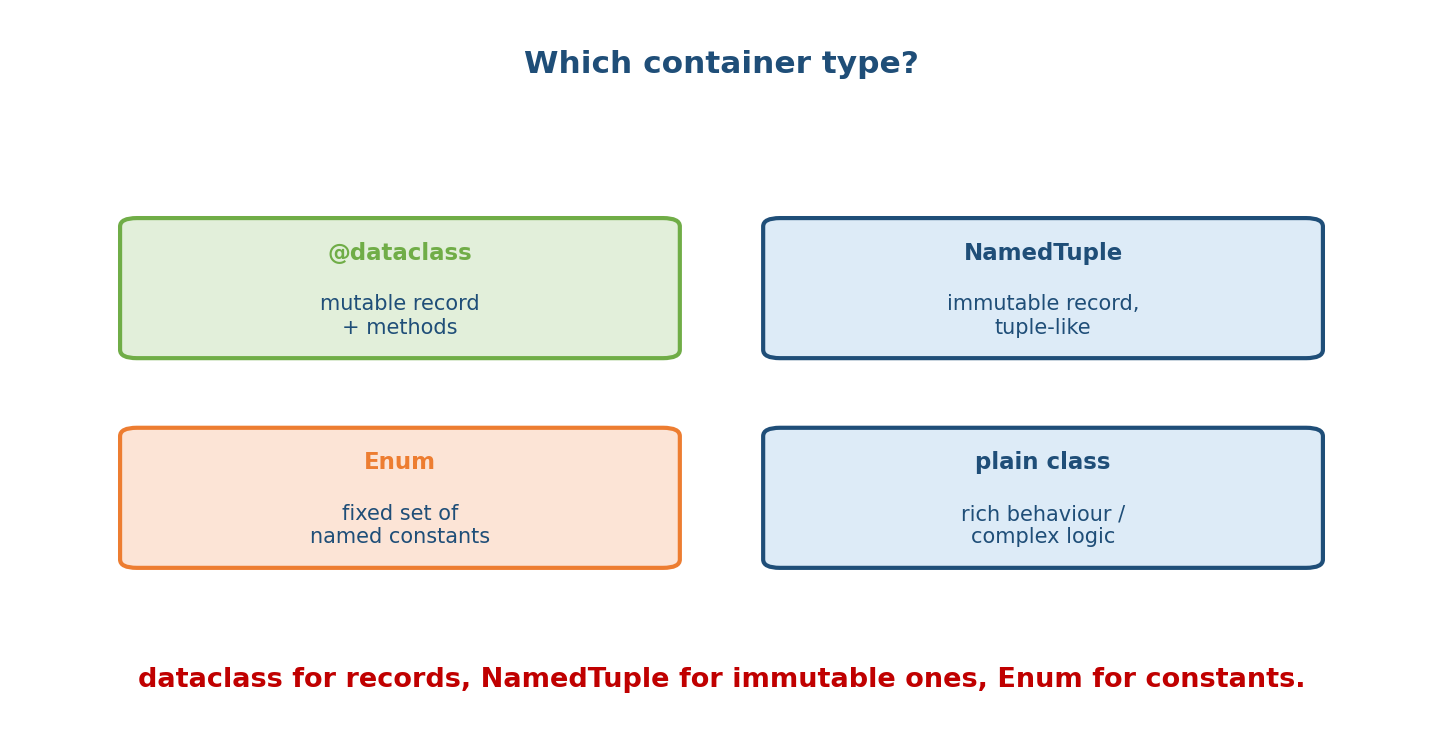 Which container type?
@dataclass
mutable record
+ methods
NamedTuple
immutable record,
tuple-like
Enum
fixed set of
named constants
plain class
rich behaviour /
complex logic
dataclass for records, NamedTuple for immutable ones, Enum for constants.